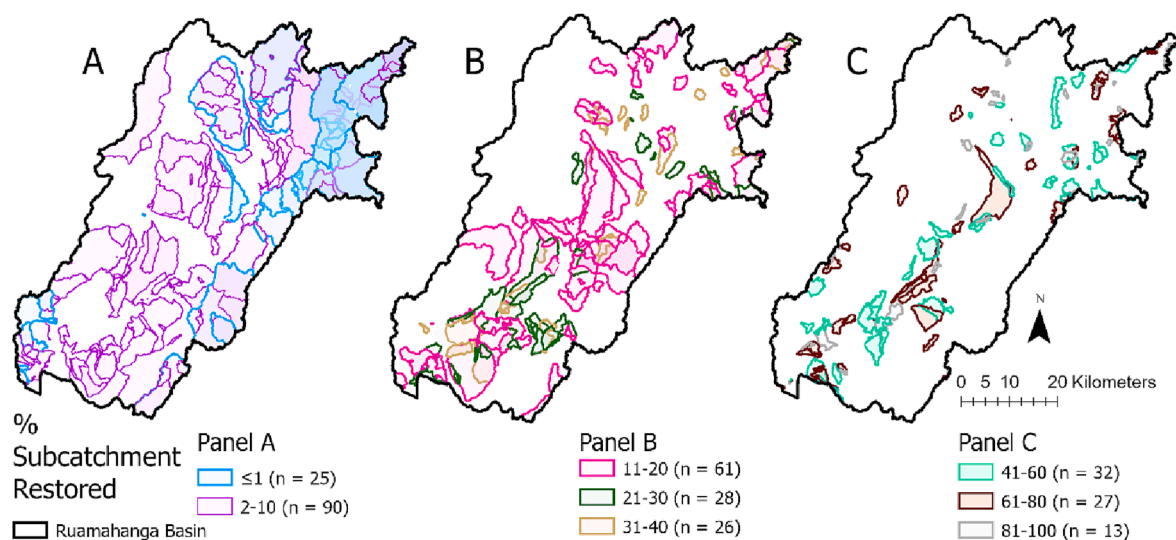 A
B
C
N
0 5 10 20 Kilometers
%
Subcatchment
Restored
Ruamahanga Basin
Panel A
≤1 (n = 25)
2-10 (n = 90)
Panel B
11-20 (n = 61)
21-30 (n = 28)
31-40 (n = 26)
Panel C
41-60 (n = 32)
61-80 (n = 27)
81-100 (n = 13)